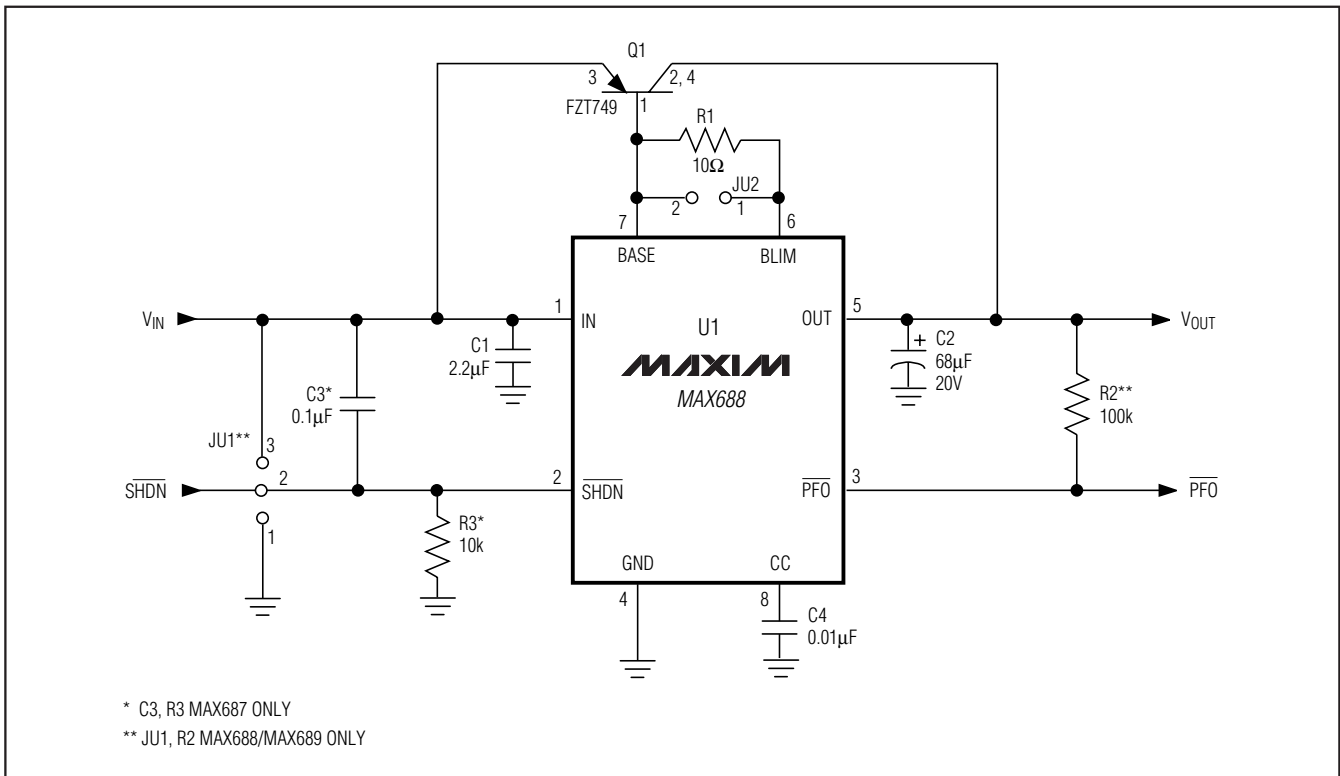 Q1
3
2, 4
FZT749
1
R1
10Ω
JU2
2
1
7
6
BASE
BLIM
VIN
1
IN
U1
OUT
5
VOUT
C1
2.2µF
MAXIM
MAX688
+ C2
68µF
20V
C3*
0.1µF
R2**
100k
JU1**
3
SHDN
2
2
SHDN
PFO
3
PFO
1
R3*
10k
GND
CC
4
8
C4
0.01µF
* C3, R3 MAX687 ONLY
** JU1, R2 MAX688/MAX689 ONLY